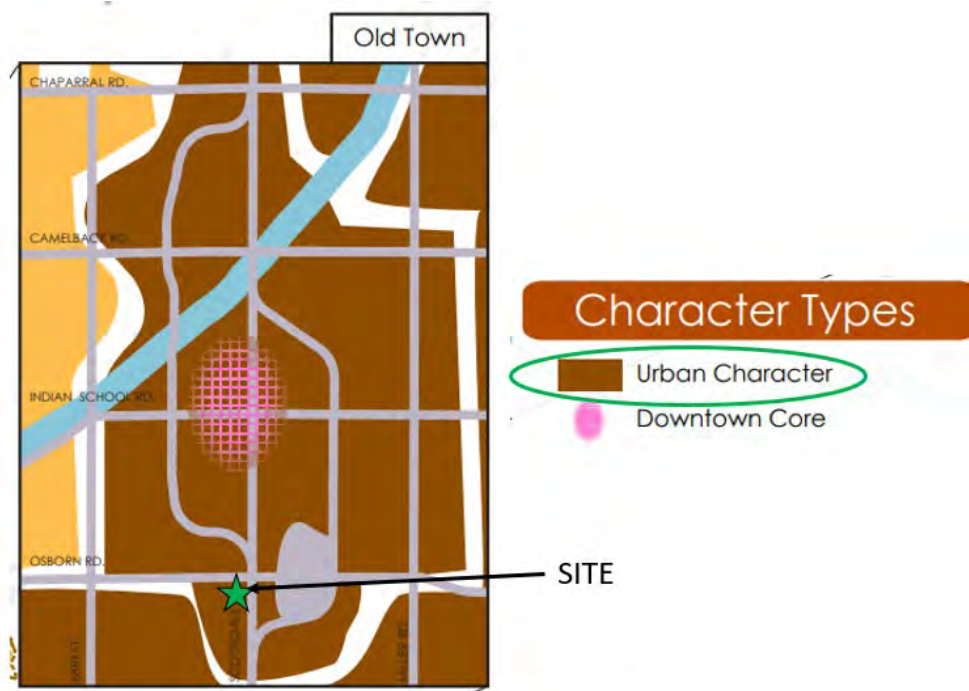 Old Town
CHAPARRAL RD.
CAMELBACK RD.
INDIAN SCHOOL RD.
OSBORN RD.
Character Types
Urban Character
Downtown Core
SITE